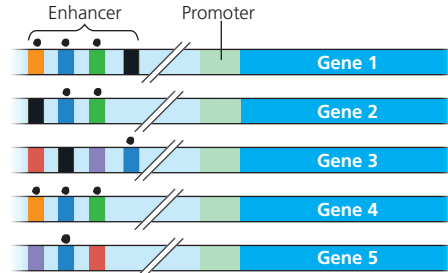 Enhancer Promoter
Gene 1
Gene 2
Gene 3
Gene 4
Gene 5